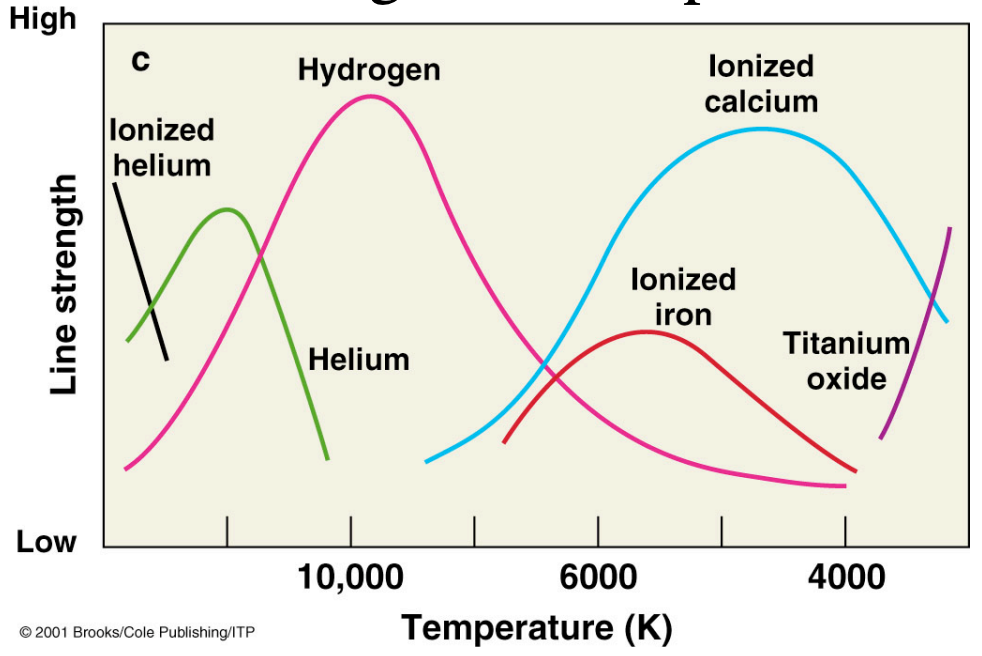 High
c
Hydrogen
Ionized
calcium
Ionized
helium
Line strength
Ionized
iron
Helium
Titanium
oxide
Low
10,000
6000
4000
Temperature (K)
© 2001 Brooks/Cole Publishing/ITP